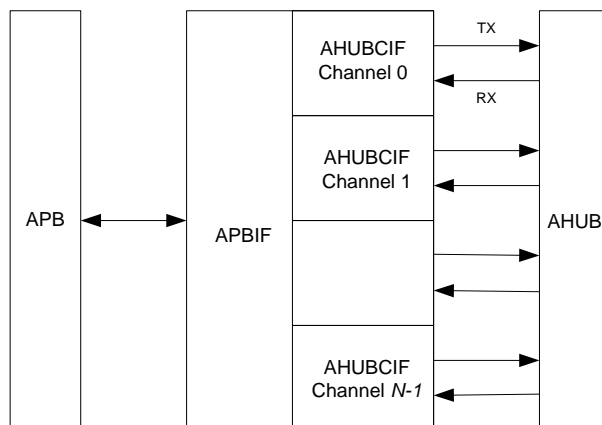 AHUBCIF
Channel 0
TX
RX
AHUBCIF
Channel 1
APB
APBIF
AHUB
AHUBCIF
Channel N-1